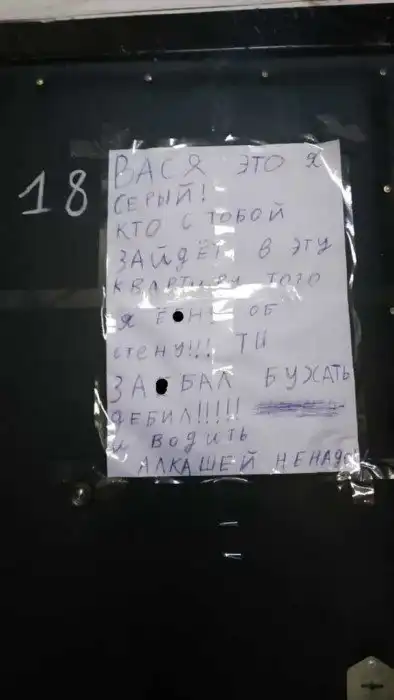 18
ВАСЯ ЭТО Я
СЕРЫЙ!
КТО С ТОБОЙ
ЗАЙДЁТ В ЭТУ
КВАРТИРУ ТОГО
Я Ё●Н ОБ
СТЕНУ!!! ТЫ
ЗА●БАЛ БУХАТЬ
ДЕБИЛ!!!!!
И ВОДИТЬ
АЛКАШЕЙ НЕНАДО